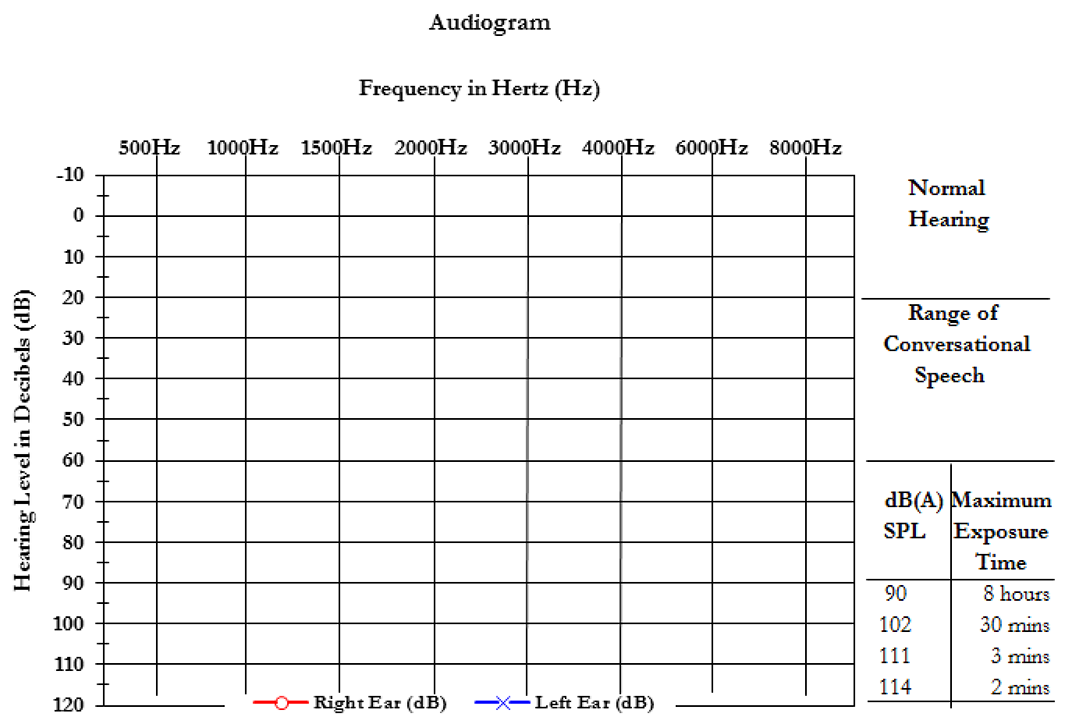 Audiogram
Frequency in Hertz (Hz)
500Hz 1000Hz 1500Hz 2000Hz 3000Hz 4000Hz 6000Hz 8000Hz
Hearing Level in Decibels (dB)
-10
0
10
20
30
40
50
60
70
80
90
100
110
120
Right Ear (dB) Left Ear (dB)
Normal
Hearing
Range of
Conversational
Speech
dB(A) Maximum
SPL Exposure
Time
90 8 hours
102 30 mins
111 3 mins
114 2 mins